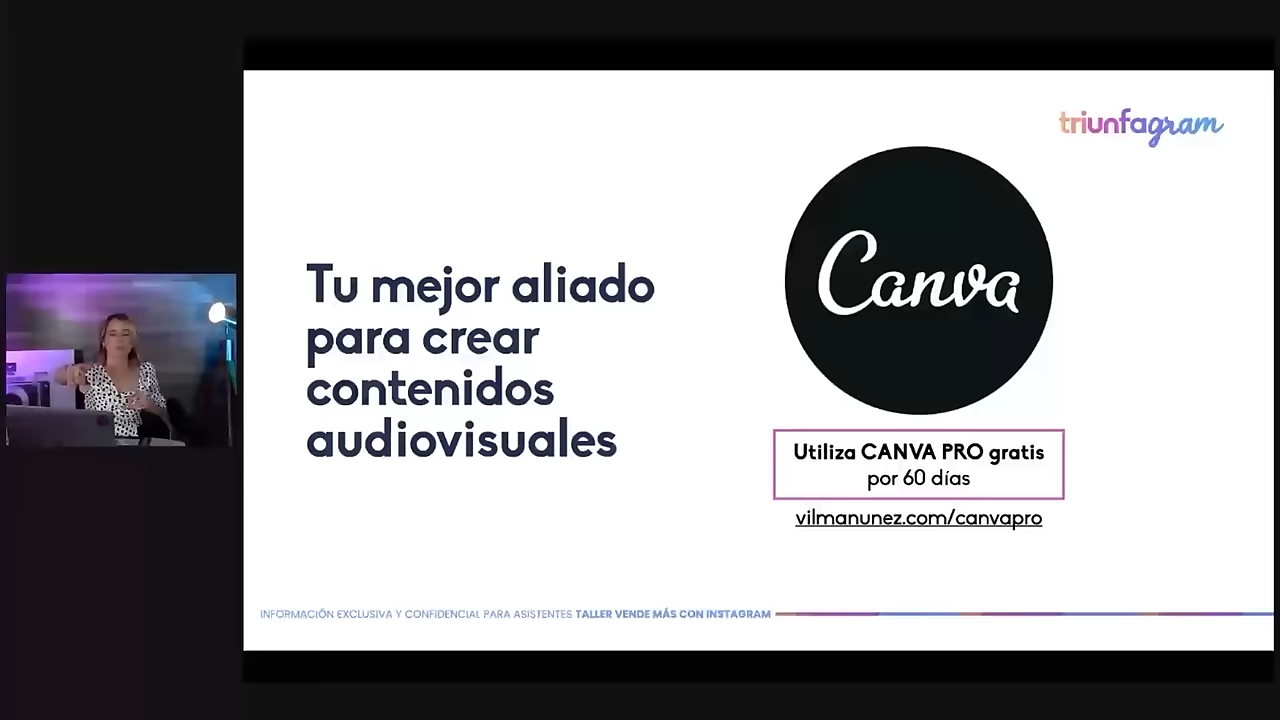 triunfagram
Tu mejor aliado
para crear
contenidos
audiovisuales
Canva
Utiliza CANVA PRO gratis
por 60 días
vilmanunez.com/canvapro
INFORMACIÓN EXCLUSIVA Y CONFIDENCIAL PARA ASISTENTES TALLER VENDE MÁS CON INSTAGRAM